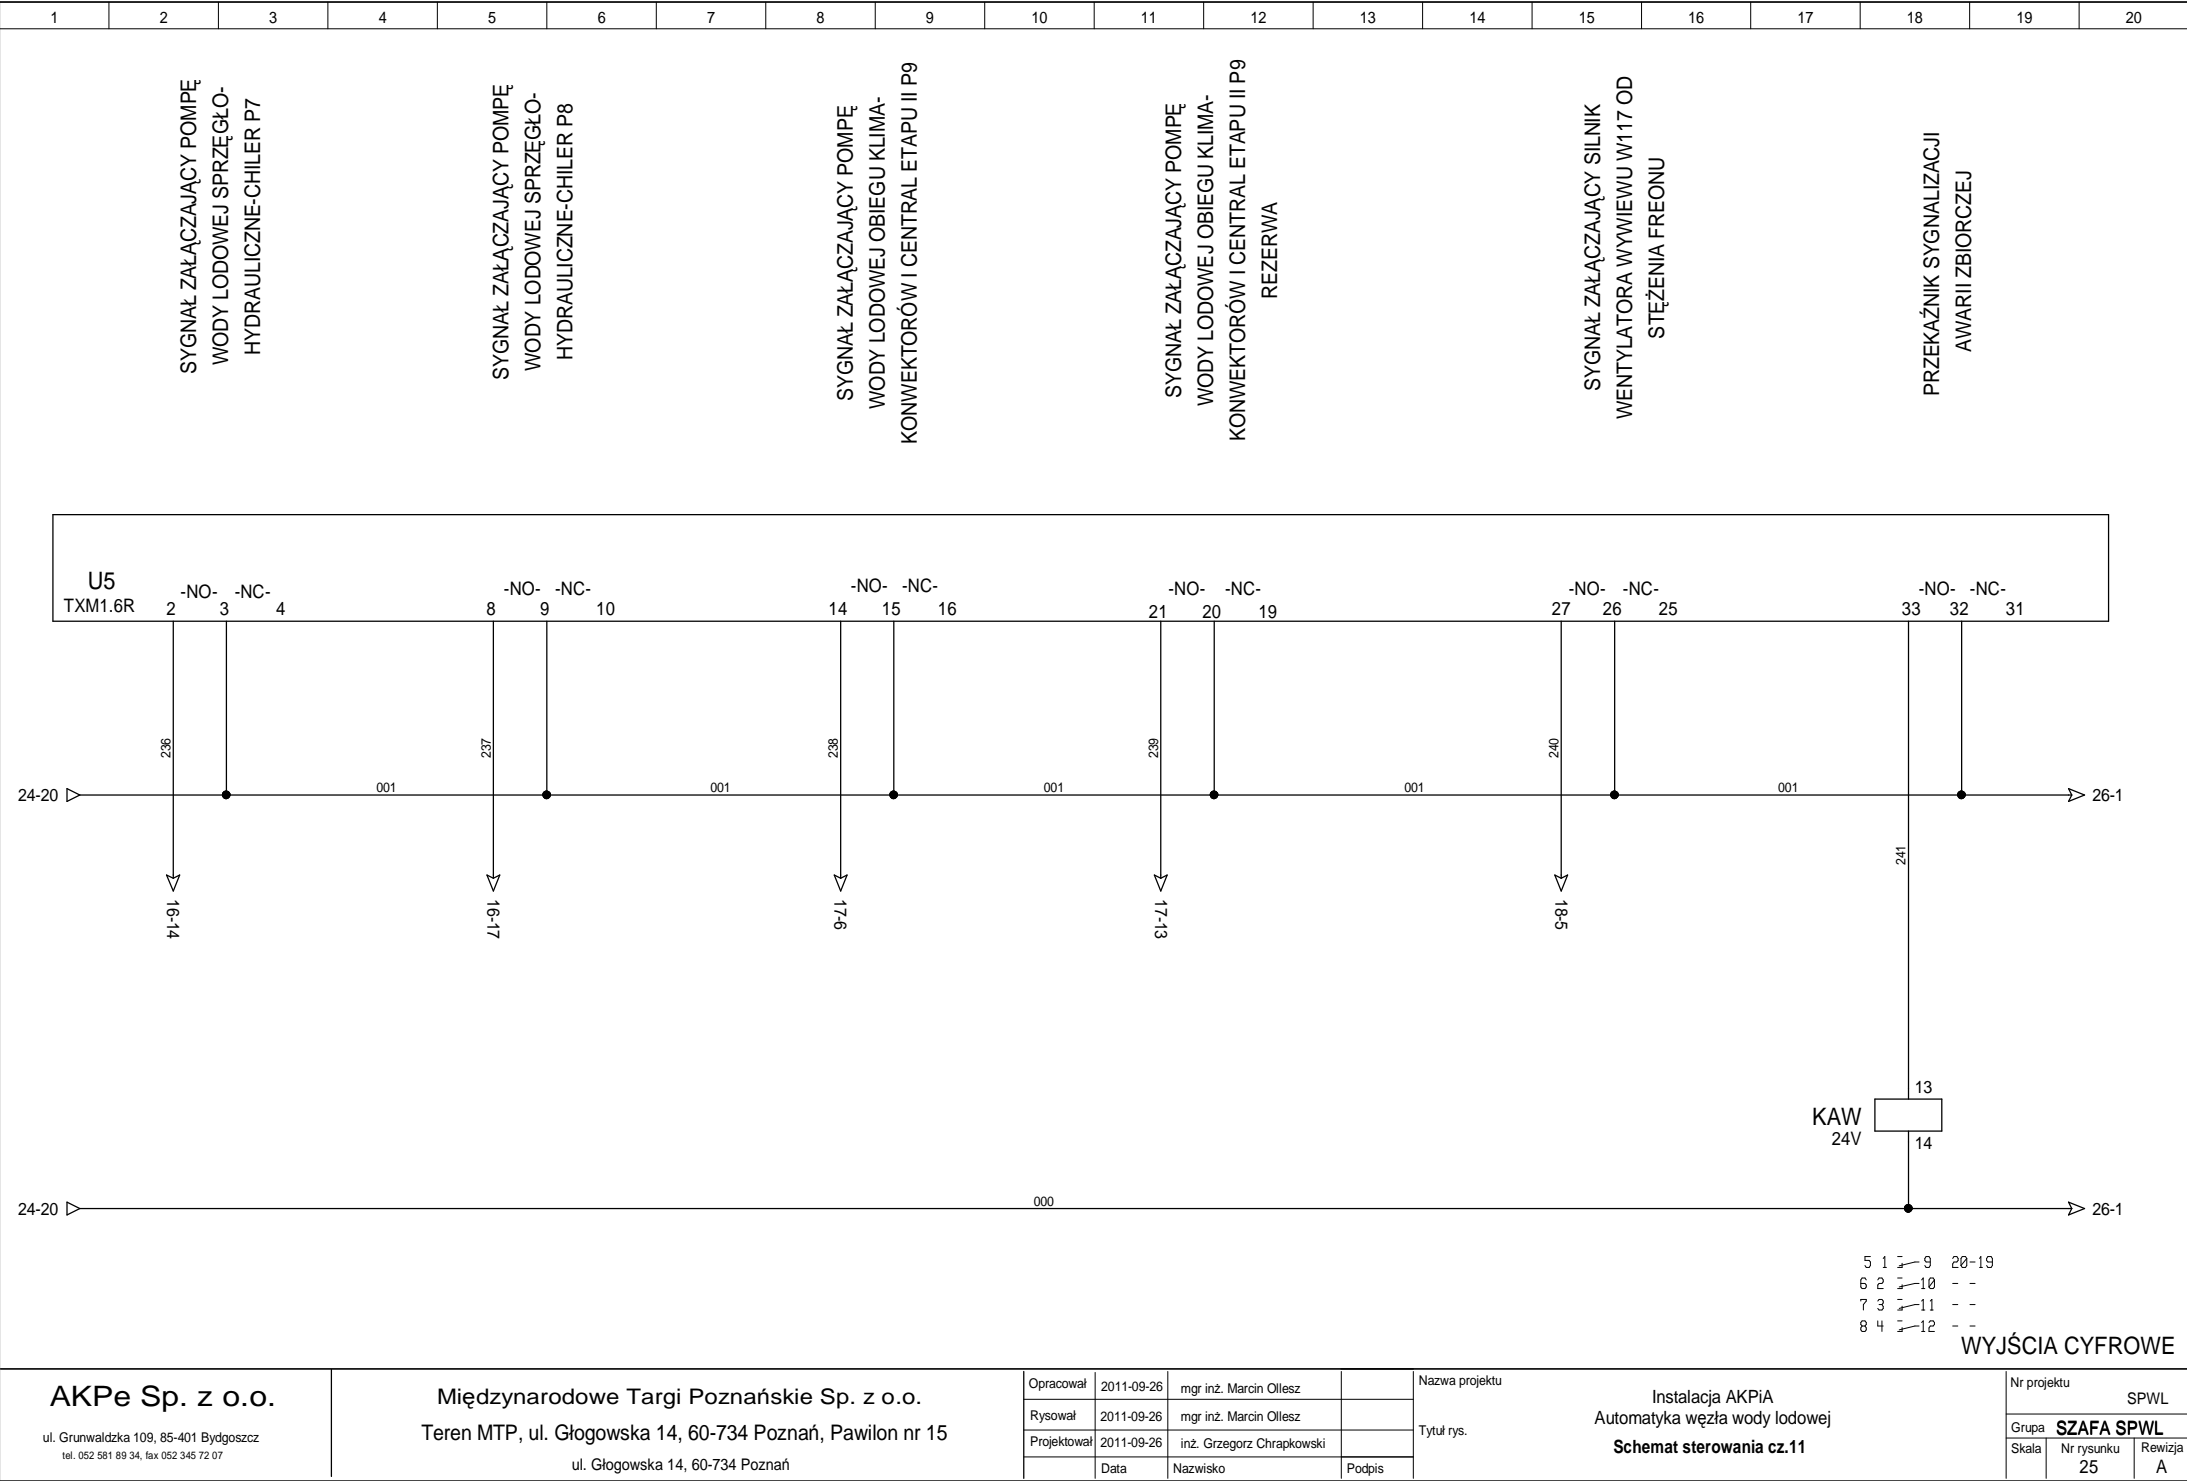 1 2 3 4 5 6 7 8 9 10 11 12 13 14 15 16 17 18 19 20
SYGNAŁ ZAŁĄCZAJĄCY POMPĘ
WODY LODOWEJ SPRZĘGŁO-
HYDRAULICZNE-CHILER P7
SYGNAŁ ZAŁĄCZAJĄCY POMPĘ
WODY LODOWEJ SPRZĘGŁO-
HYDRAULICZNE-CHILER P8
SYGNAŁ ZAŁĄCZAJĄCY POMPĘ
WODY LODOWEJ OBIEGU KLIMA-
KONWEKTORÓW I CENTRAL ETAPU II P9
SYGNAŁ ZAŁĄCZAJĄCY POMPĘ
WODY LODOWEJ OBIEGU KLIMA-
KONWEKTORÓW I CENTRAL ETAPU II P9
REZERWA
SYGNAŁ ZAŁĄCZAJĄCY SILNIK
WENTYLATORA WYWIEWU W117 OD
STĘŻENIA FREONU
PRZEKAŹNIK SYGNALIZACJI
AWARII ZBIORCZEJ
U5
TXM1.6R
-NO- -NC-
2 3 4
-NO- -NC-
8 9 10
-NO- -NC-
14 15 16
-NO- -NC-
21 20 19
-NO- -NC-
27 26 25
-NO- -NC-
33 32 31
236 237 238 239 240
24-20 001 001 001 001 001 26-1
241
16-14 16-17 17-6 17-13 18-5
13
KAW
24V
14
24-20 000 26-1
5 1 9 20-19
6 2 10 - -
7 3 11 - -
8 4 12 - -
WYJŚCIA CYFROWE
AKPe Sp. z o.o.
ul. Grunwaldzka 109, 85-401 Bydgoszcz
tel. 052 581 89 34, fax 052 345 72 07
Międzynarodowe Targi Poznańskie Sp. z o.o.
Teren MTP, ul. Głogowska 14, 60-734 Poznań, Pawilon nr 15
ul. Głogowska 14, 60-734 Poznań
Opracował 2011-09-26 mgr inż. Marcin Ollesz
Rysował 2011-09-26 mgr inż. Marcin Ollesz
Projektował 2011-09-26 inż. Grzegorz Chrapkowski
Data Nazwisko Podpis
Nazwa projektu
Instalacja AKPiA
Automatyka węzła wody lodowej
Tytuł rys.
Schemat sterowania cz.11
Nr projektu
SPWL
Grupa SZAFA SPWL
Skala Nr rysunku Rewizja
25 A